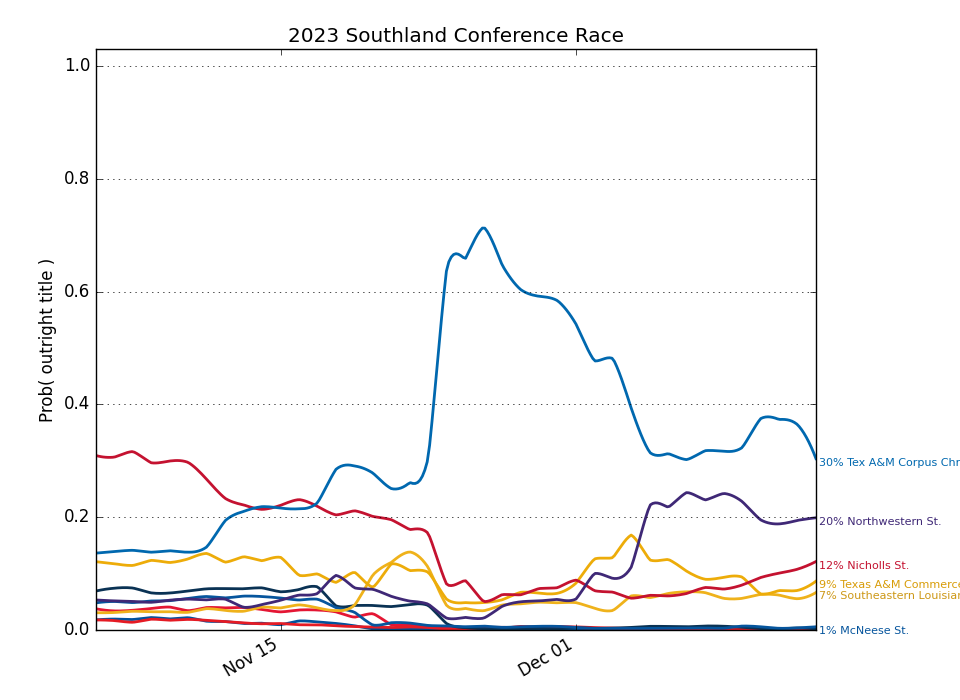 2023 Southland Conference Race
1.0
0.8
0.6
0.4
0.2
0.0
Prob( outright title )
Nov 15
Dec 01
30% Tex A&M Corpus Chr
20% Northwestern St.
12% Nicholls St.
9% Texas A&M Commerce
7% Southeastern Louisian
1% McNeese St.